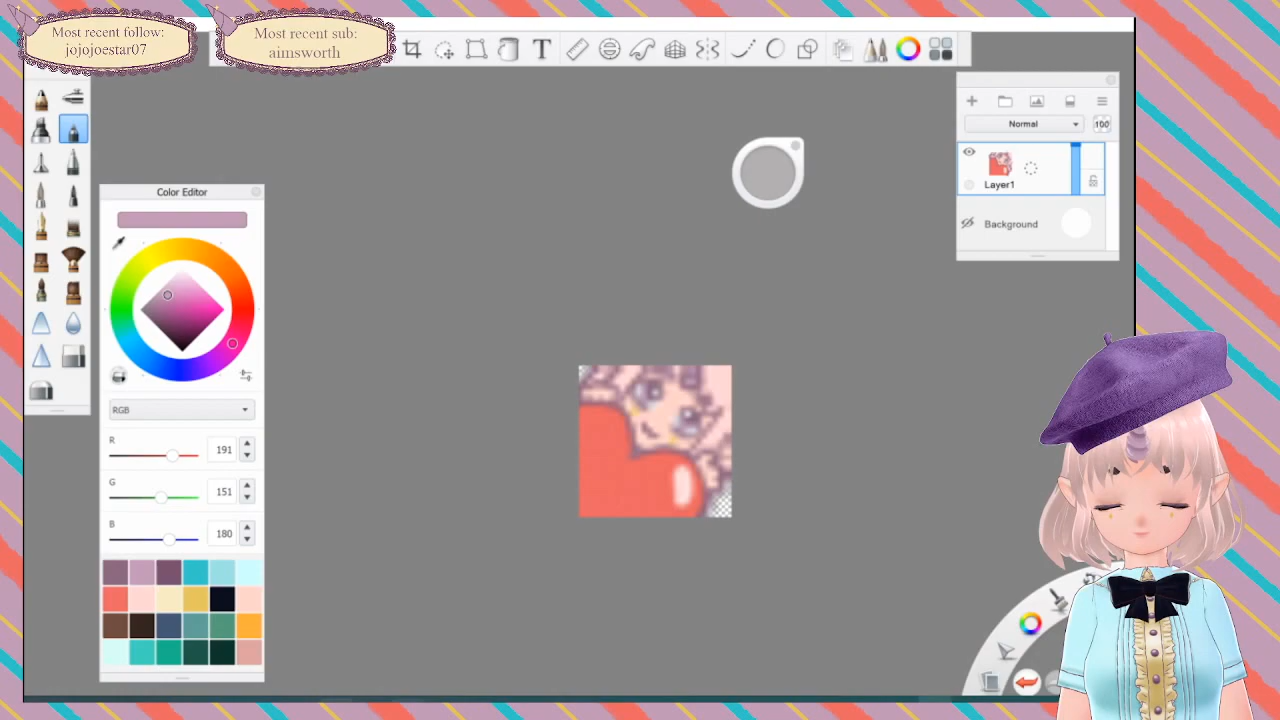 Most recent follow:
jojojoestar07
Most recent sub:
aimsworth
T
Normal
100
Layer1
Background
Color Editor
RGB
R
191
G
151
B
180